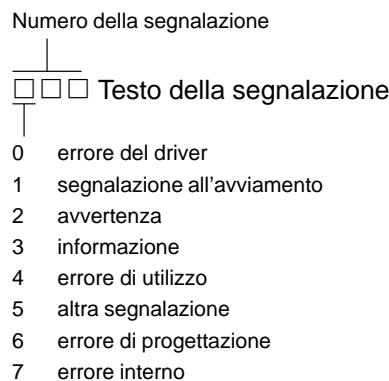 Numero della segnalazione
□□□ Testo della segnalazione
0 errore del driver
1 segnalazione all'avviamento
2 avvertenza
3 informazione
4 errore di utilizzo
5 altra segnalazione
6 errore di progettazione
7 errore interno